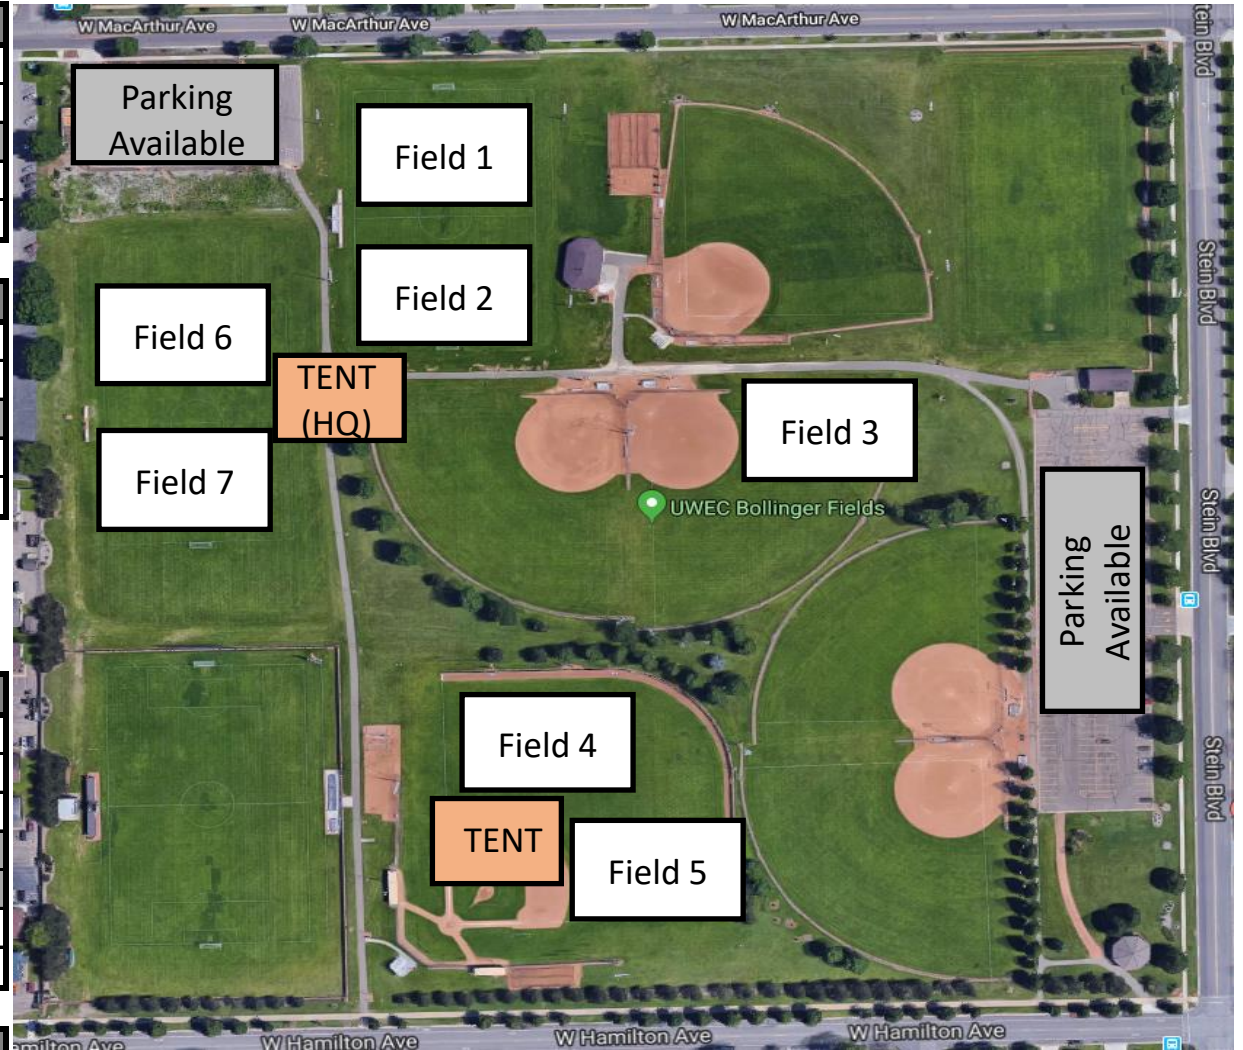 W MacArthur Ave
W MacArthur Ave
W MacArthur Ave
Stein Blvd
Parking
Available
Field 1
Field 2
Stein Blvd
Field 6
TENT
(HQ)
Field 3
Field 7
UWEC Bollinger Fields
Stein Blvd
Parking
Available
Field 4
Stein Blvd
TENT
Field 5
Hamilton Ave
W Hamilton Ave
W Hamilton Ave
W Hamilton Ave